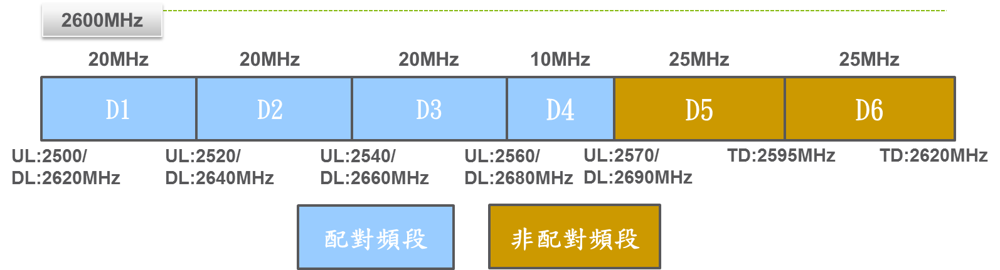 2600MHz
20MHz 20MHz 20MHz 10MHz 25MHz 25MHz
D1 D2 D3 D4 D5 D6
UL:2500/ UL:2520/ UL:2540/ UL:2560/ UL:2570/ TD:2595MHz TD:2620MHz
DL:2620MHz DL:2640MHz DL:2660MHz DL:2680MHz DL:2690MHz
配對頻段 非配對頻段